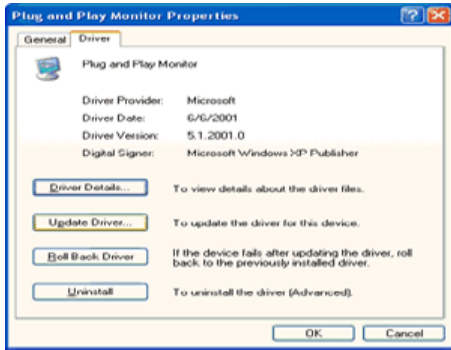 Plug and Play Monitor Properties
General Driver
Plug and Play Monitor
Driver Provider: Microsoft
Driver Date: 6/6/2001
Driver Version: 5.1.2001.0
Digital Signer: Microsoft Windows XP Publisher
Driver Details... To view details about the driver files.
Update Driver... To update the driver for this device.
Roll Back Driver If the device fails after updating the driver, roll
back to the previously installed driver.
Uninstall To uninstall the driver (Advanced).
OK Cancel